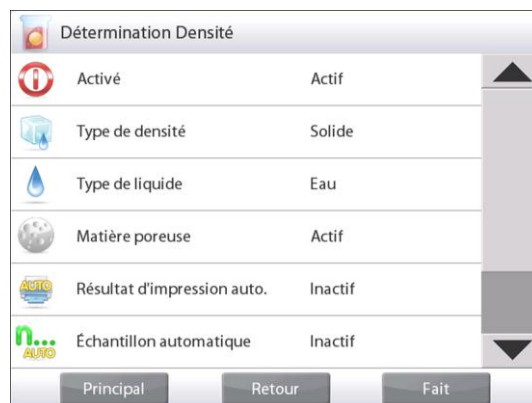 Détermination Densité
Activé Actif
Type de densité Solide
Type de liquide Eau
Matière poreuse Actif
AUTO Résultat d'impression auto. Inactif
n... AUTO Échantillon automatique Inactif
Principal Retour Fait